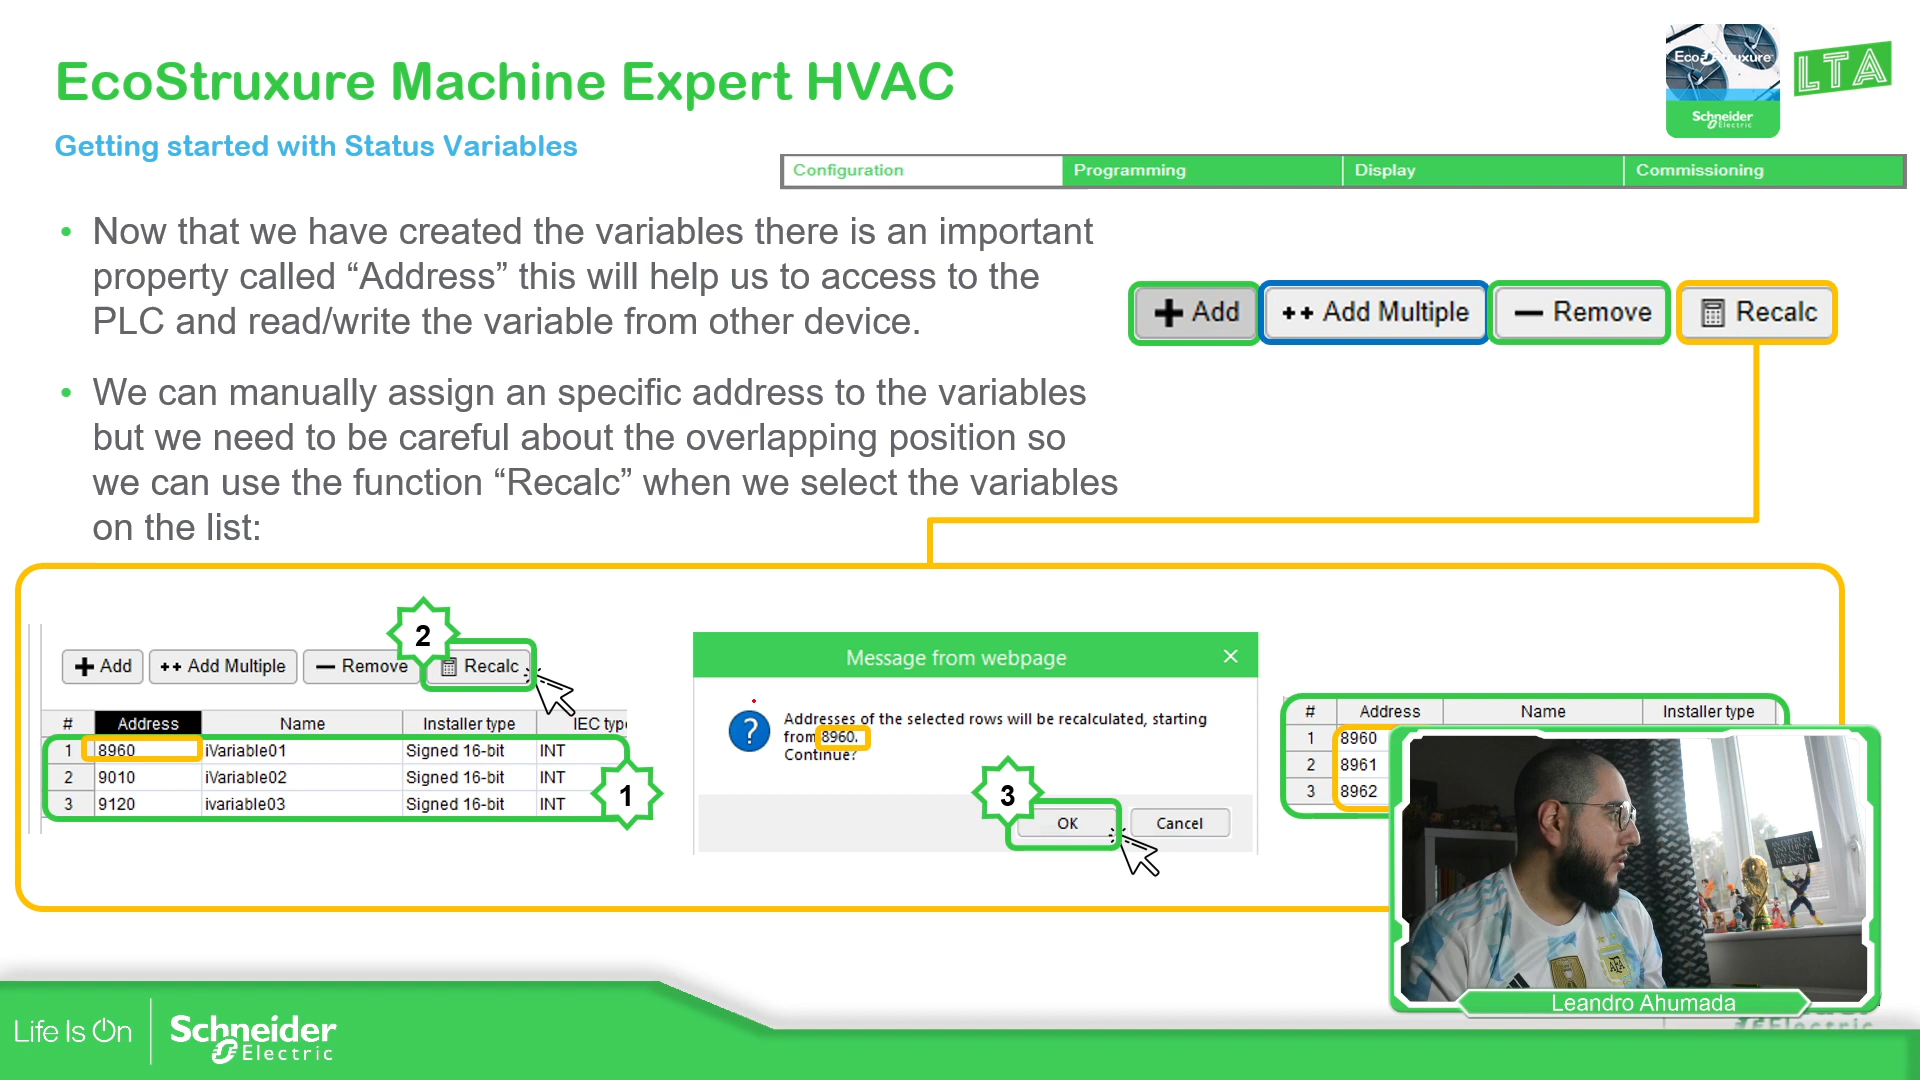 EcoStruxure Machine Expert HVAC
Getting started with Status Variables
EcoStruxure
Schneider
Electric
LTA
Configuration
Programming
Display
Commissioning
• Now that we have created the variables there is an important
property called “Address” this will help us to access to the
PLC and read/write the variable from other device.
+ Add
++ Add Multiple
— Remove
Recalc
• We can manually assign an specific address to the variables
but we need to be careful about the overlapping position so
we can use the function “Recalc” when we select the variables
on the list:
2
+ Add
++ Add Multiple
— Remove
Recalc
# Address Name Installer type IEC type
1 8960 iVariable01 Signed 16-bit INT
2 9010 iVariable02 Signed 16-bit INT
3 9120 ivariable03 Signed 16-bit INT
1
Message from webpage
Addresses of the selected rows will be recalculated, starting
from 8960.
Continue?
3
OK
Cancel
# Address Name Installer type
1 8960
2 8961
3 8962
AFA
Leandro Ahumada
Life Is On
Schneider
Electric
Electric